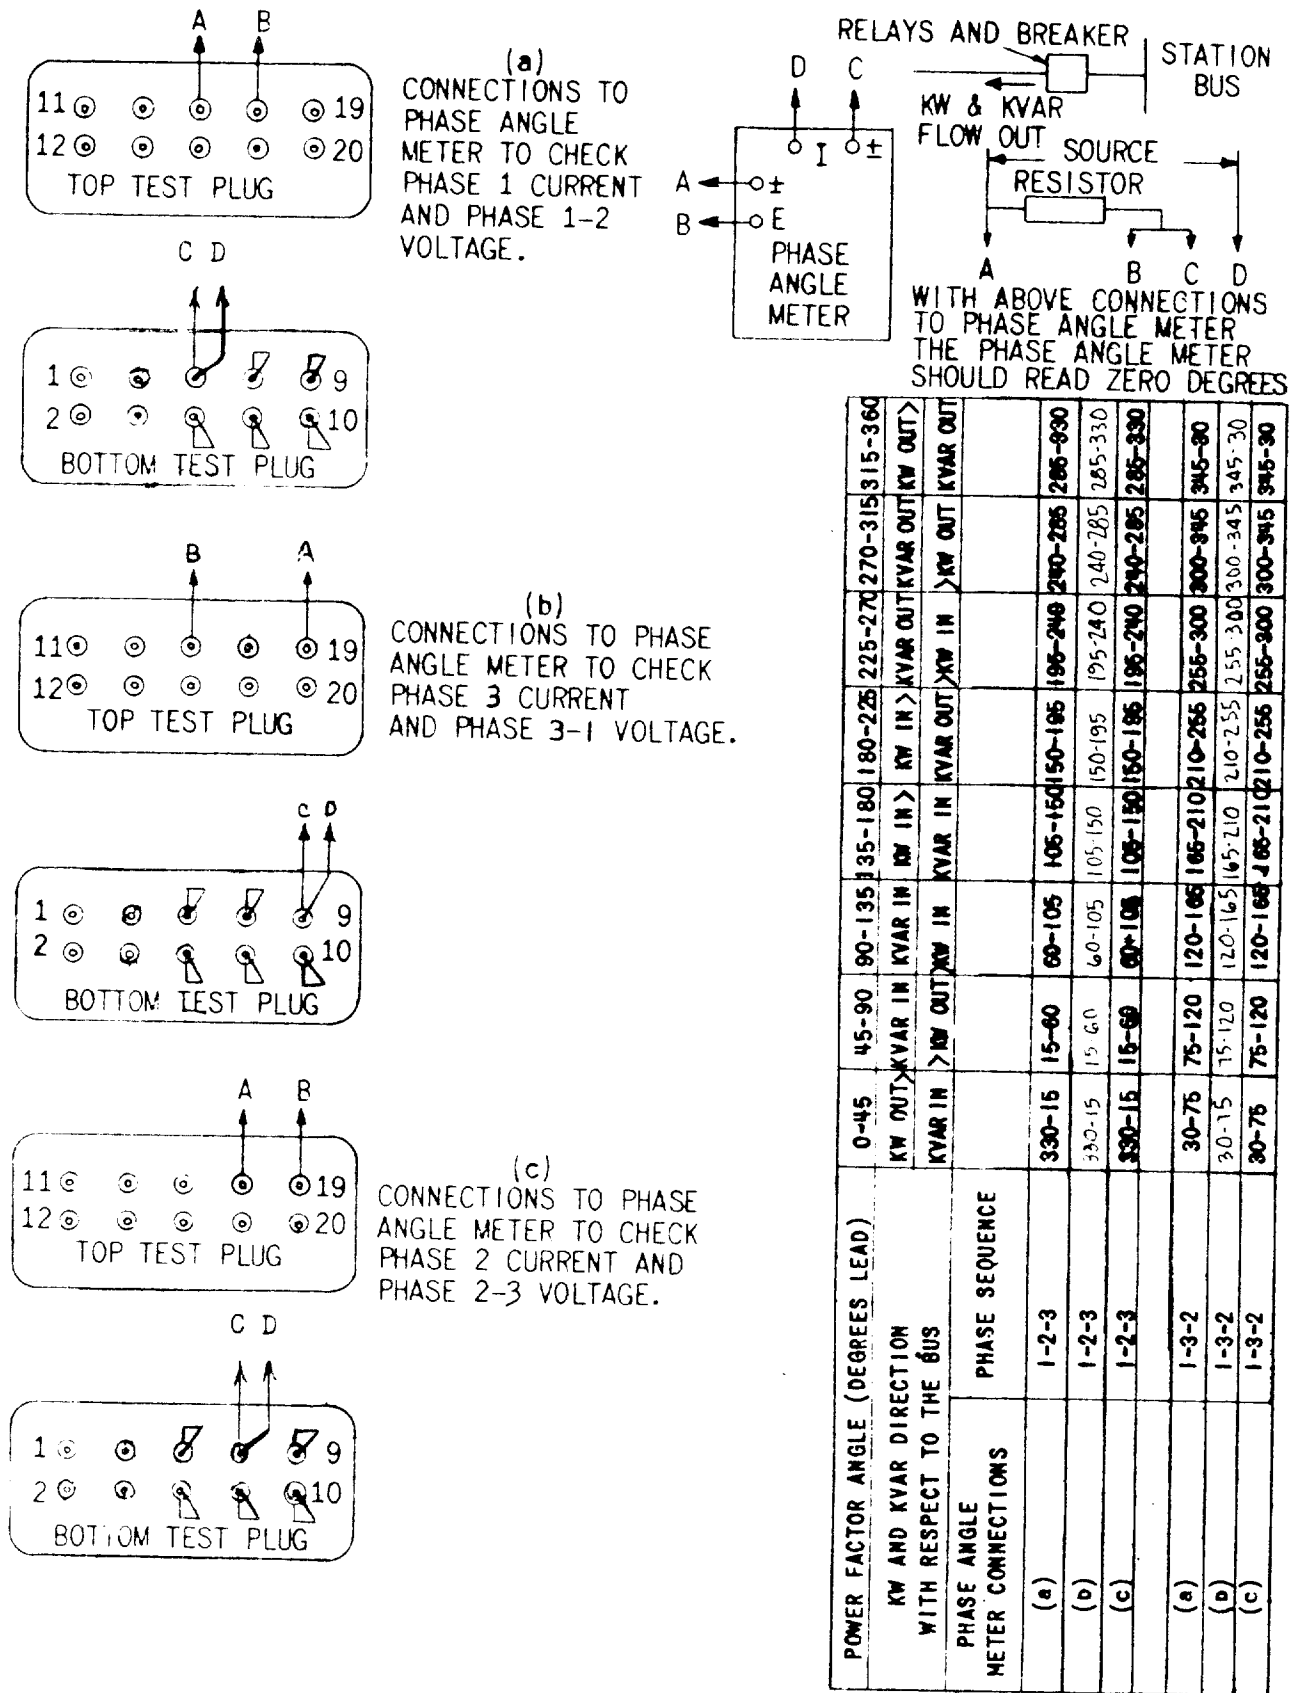 A B
11 19
12 20
TOP TEST PLUG
(a)
CONNECTIONS TO
PHASE ANGLE
METER TO CHECK
PHASE 1 CURRENT
AND PHASE 1-2
VOLTAGE.
C D
1 9
2 10
BOTTOM TEST PLUG
B A
11 19
12 20
TOP TEST PLUG
(b)
CONNECTIONS TO PHASE
ANGLE METER TO CHECK
PHASE 3 CURRENT
AND PHASE 3-1 VOLTAGE.
C D
1 9
2 10
BOTTOM TEST PLUG
A B
11 19
12 20
TOP TEST PLUG
(c)
CONNECTIONS TO PHASE
ANGLE METER TO CHECK
PHASE 2 CURRENT AND
PHASE 2-3 VOLTAGE.
C D
1 9
2 10
BOTTOM TEST PLUG
D C
I ±
A ±
B E
PHASE
ANGLE
METER
RELAYS AND BREAKER
STATION
BUS
KW & KVAR
FLOW OUT
SOURCE
RESISTOR
A B C D
WITH ABOVE CONNECTIONS
TO PHASE ANGLE METER
THE PHASE ANGLE METER
SHOULD READ ZERO DEGREES
POWER FACTOR ANGLE (DEGREES LEAD) 0-45 45-90 90-135 135-180 180-225 225-270 270-315 315-360
KW AND KVAR DIRECTION KW OUT> KVAR IN KVAR IN KW IN> KW IN> KVAR OUT KVAR OUT KW OUT>
WITH RESPECT TO THE BUS KVAR IN >KW OUT >KW IN KVAR IN KVAR OUT >KW IN >KW OUT KVAR OUT
PHASE ANGLE
METER CONNECTIONS
PHASE SEQUENCE
(a) 1-2-3 330-15 15-60 60-105 105-150 150-195 195-240 240-285 285-330
(b) 1-2-3 330-15 15-60 60-105 105-150 150-195 195-240 240-285 285-330
(c) 1-2-3 330-15 15-60 60-105 105-150 150-195 195-240 240-285 285-330
(a) 1-3-2 30-75 75-120 120-165 165-210 210-255 255-300 300-345 345-30
(b) 1-3-2 30-75 75-120 120-165 165-210 210-255 255-300 300-345 345-30
(c) 1-3-2 30-75 75-120 120-165 165-210 210-255 255-300 300-345 345-30